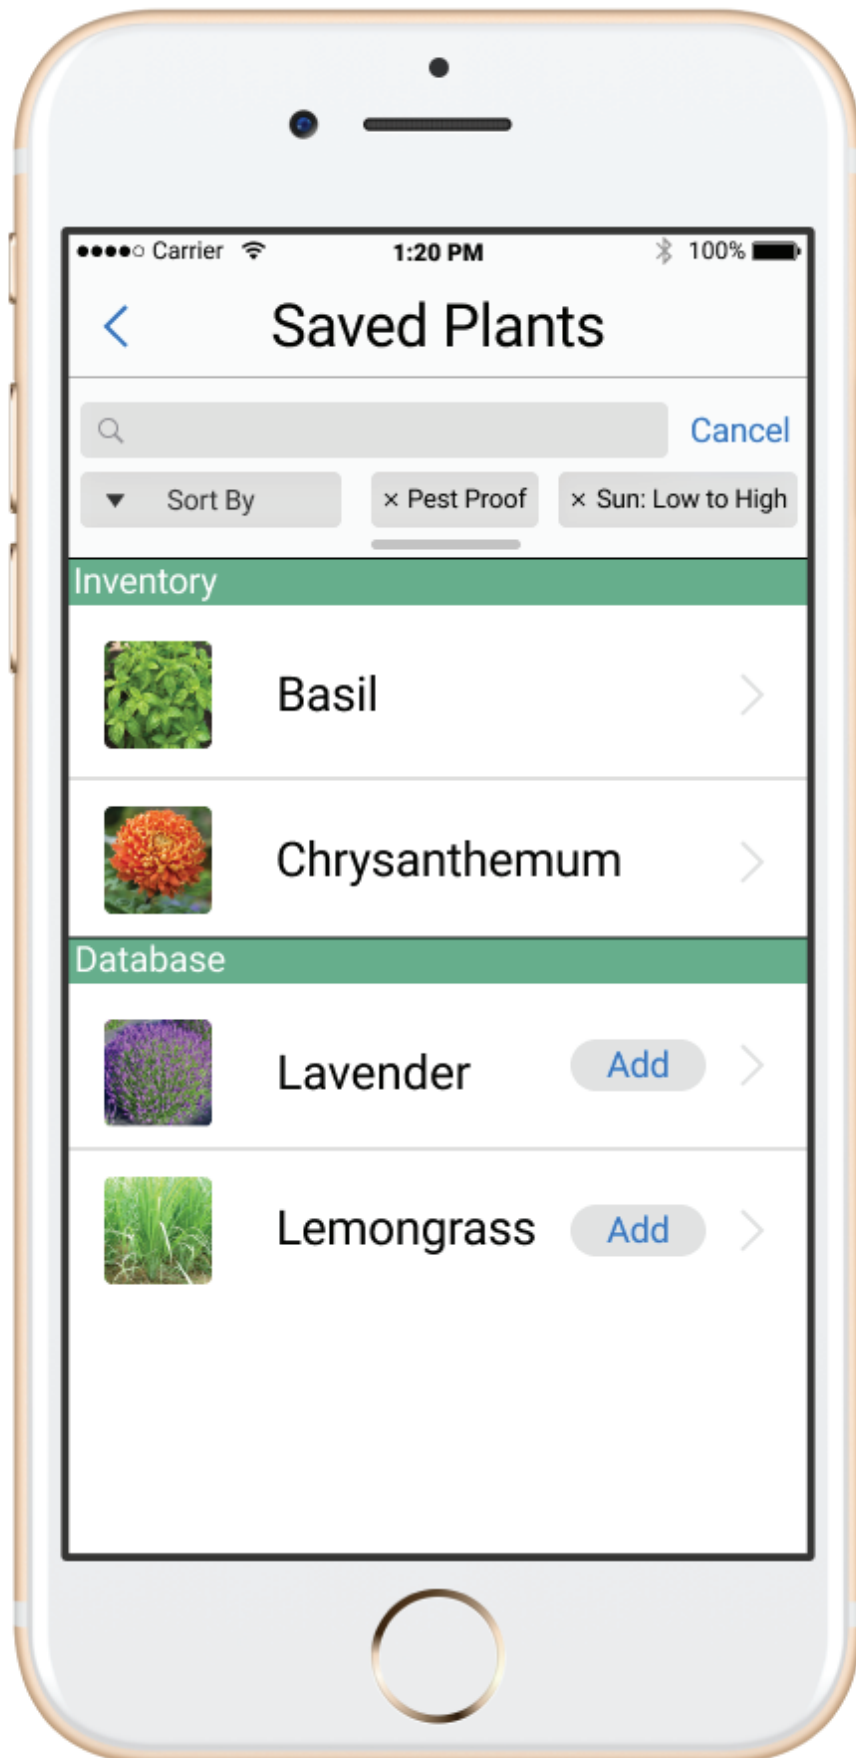 Carrier 1:20 PM 100%
Saved Plants
Cancel
Sort By × Pest Proof × Sun: Low to High
Inventory
Basil
Chrysanthemum
Database
Lavender Add
Lemongrass Add